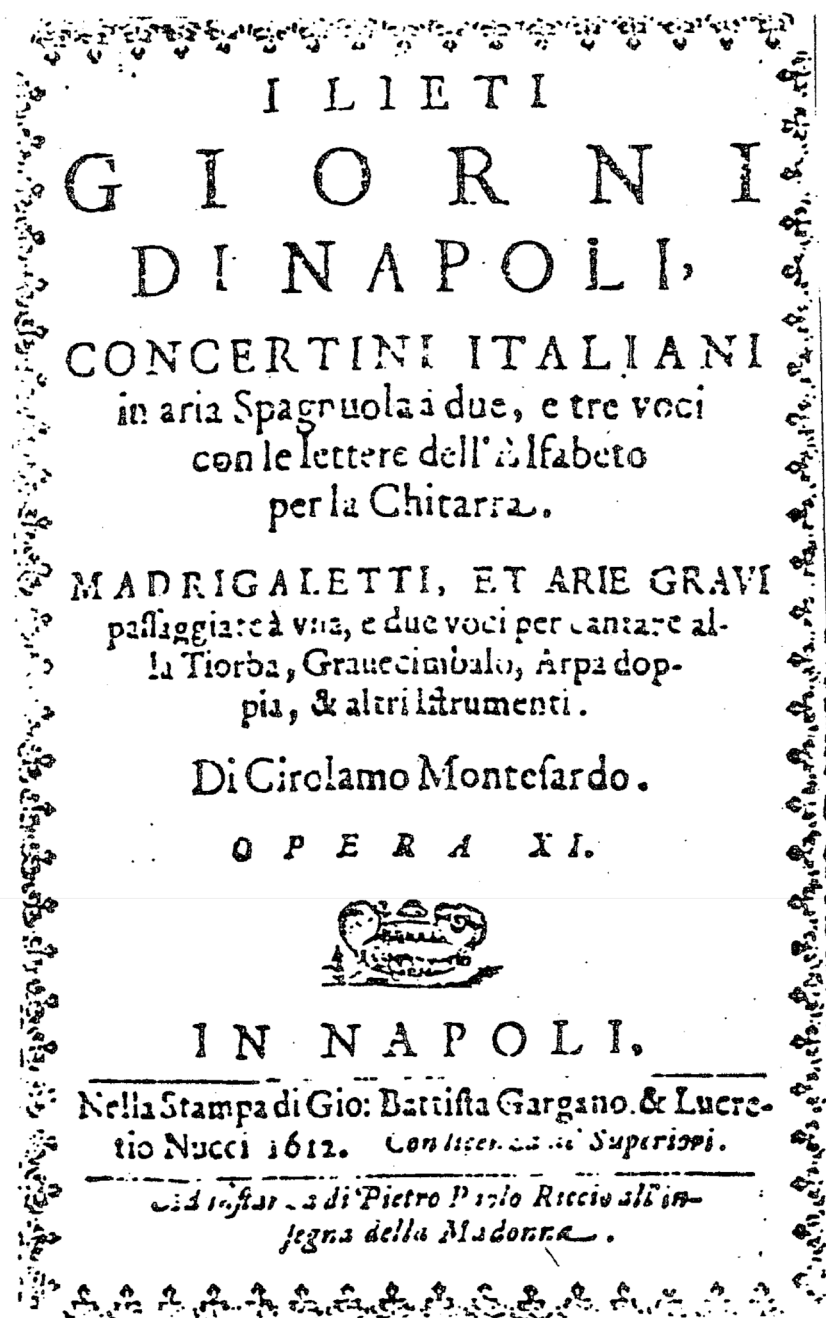 I LIETI
GIORNI
DI NAPOLI,
CONCERTINI ITALIANI
in aria Spagnuola à due, e tre voci
con le lettere dell'Alfabeto
per la Chitarra.
MADRIGALETTI, ET ARIE GRAVI
paſſaggiate à vna, e due voci per cantare al-
la Tiorba, Grauecimbalo, Arpa dop-
pia, & altri Iſtrumenti.
Di Girolamo Monteſardo.
OPERA XI.
IN NAPOLI,
Nella Stampa di Gio: Battiſta Gargano. & Lucre-
tio Nucci 1612. Con licenza de' Superiori.
Ad inſtanza di Pietro Paolo Riccio all'in-
ſegna della Madonna.